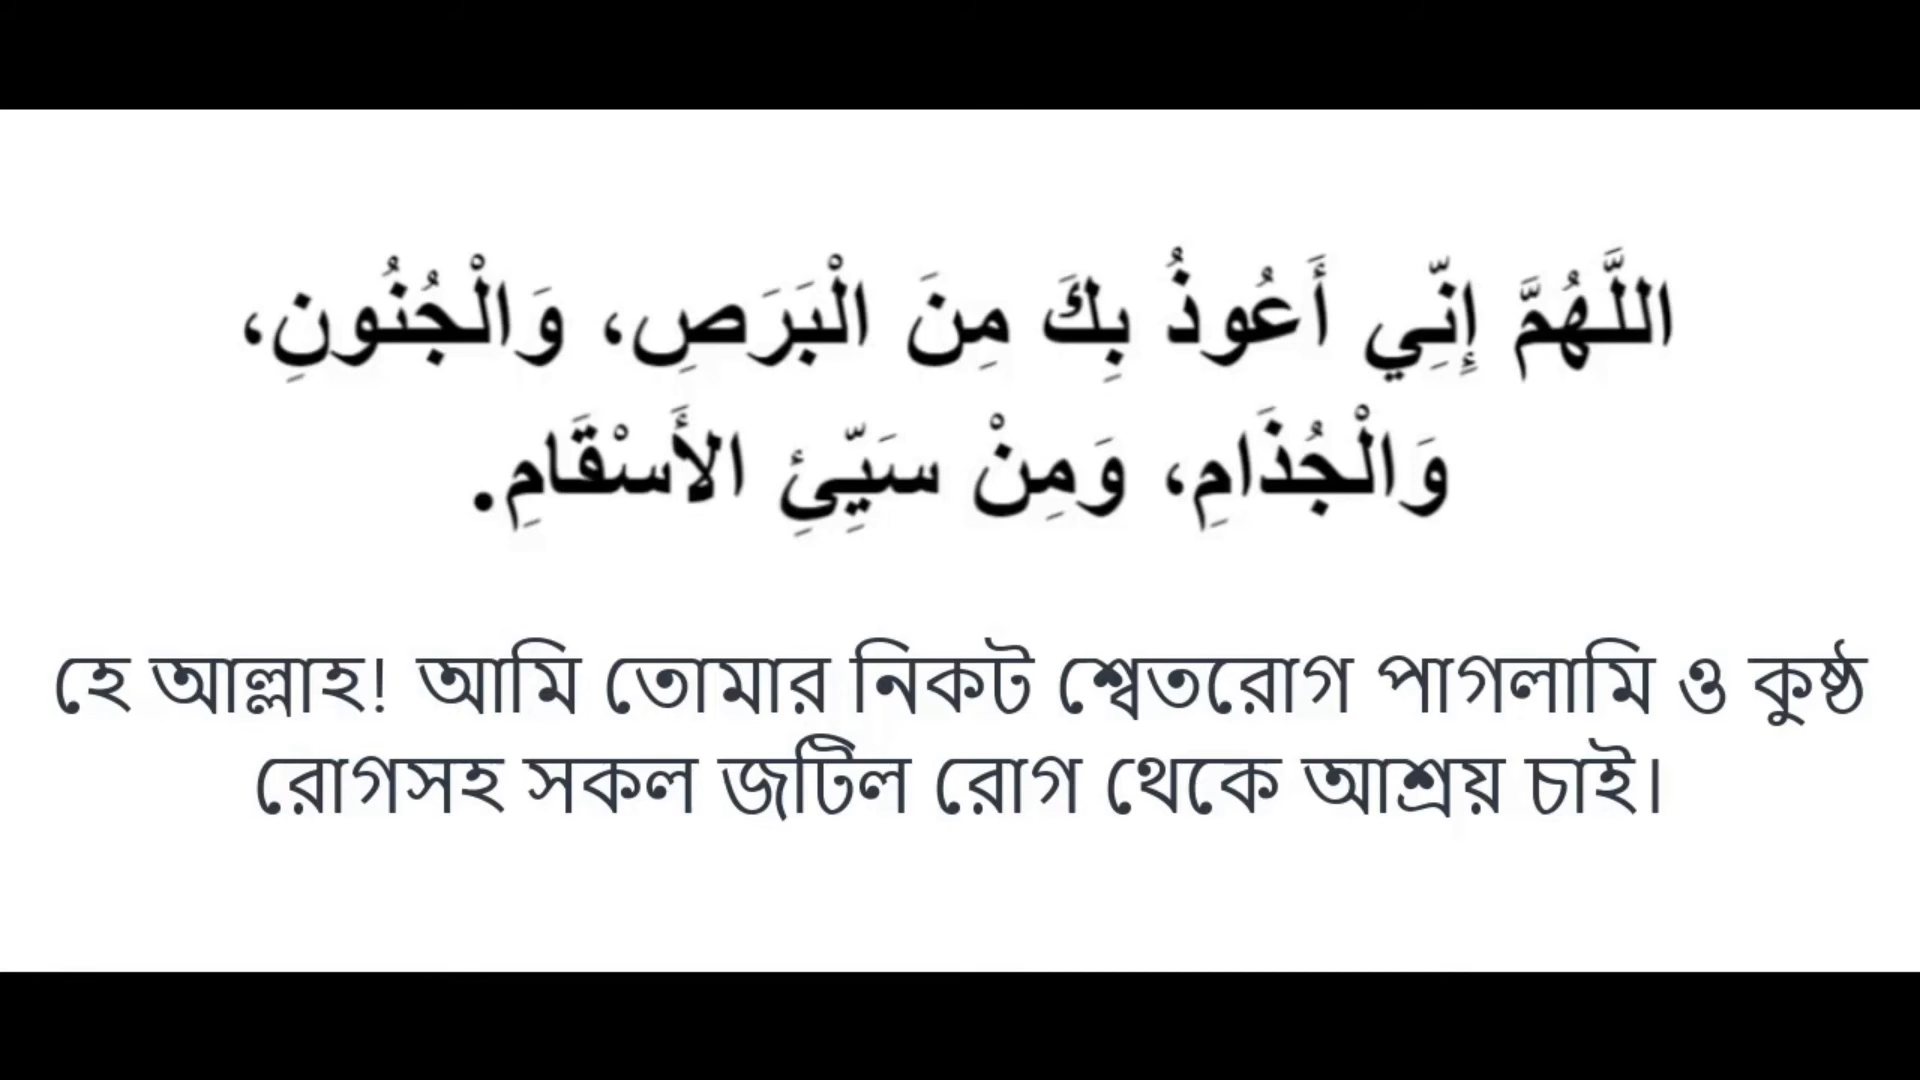 اللَّهُمَّ إِنِّي أَعُوذُ بِكَ مِنَ الْبَرَصِ، وَالْجُنُونِ،
وَالْجُذَامِ، وَمِنْ سَيِّئِ الأَسْقَامِ.
হে আল্লাহ! আমি তোমার নিকট শ্বেতরোগ পাগলামি ও কুষ্ঠ
রোগসহ সকল জটিল রোগ থেকে আশ্রয় চাই।